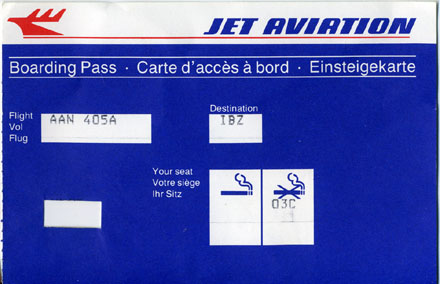 JET AVIATION
Boarding Pass · Carte d'accès à bord · Einsteigekarte
Flight
Vol
Flug
AAN 405A
Destination
IBZ
Your seat
Votre siège
Ihr Sitz
03C